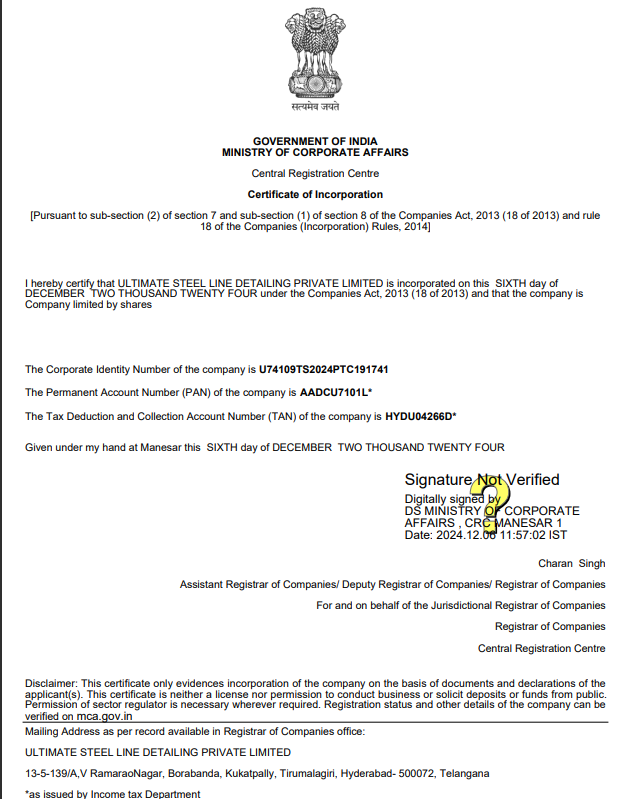 सत्यमेव जयते
GOVERNMENT OF INDIA
MINISTRY OF CORPORATE AFFAIRS
Central Registration Centre
Certificate of Incorporation
[Pursuant to sub-section (2) of section 7 and sub-section (1) of section 8 of the Companies Act, 2013 (18 of 2013) and rule
18 of the Companies (Incorporation) Rules, 2014]
I hereby certify that ULTIMATE STEEL LINE DETAILING PRIVATE LIMITED is incorporated on this SIXTH day of
DECEMBER TWO THOUSAND TWENTY FOUR under the Companies Act, 2013 (18 of 2013) and that the company is
Company limited by shares
The Corporate Identity Number of the company is U74109TS2024PTC191741
The Permanent Account Number (PAN) of the company is AADCU7101L*
The Tax Deduction and Collection Account Number (TAN) of the company is HYDU04266D*
Given under my hand at Manesar this SIXTH day of DECEMBER TWO THOUSAND TWENTY FOUR
Signature Not Verified
Digitally signed by
DS MINISTRY OF CORPORATE
AFFAIRS , CRC MANESAR 1
Date: 2024.12.06 11:57:02 IST
Charan Singh
Assistant Registrar of Companies/ Deputy Registrar of Companies/ Registrar of Companies
For and on behalf of the Jurisdictional Registrar of Companies
Registrar of Companies
Central Registration Centre
Disclaimer: This certificate only evidences incorporation of the company on the basis of documents and declarations of the
applicant(s). This certificate is neither a license nor permission to conduct business or solicit deposits or funds from public.
Permission of sector regulator is necessary wherever required. Registration status and other details of the company can be
verified on mca.gov.in
Mailing Address as per record available in Registrar of Companies office:
ULTIMATE STEEL LINE DETAILING PRIVATE LIMITED
13-5-139/A,V RamaraoNagar, Borabanda, Kukatpally, Tirumalagiri, Hyderabad- 500072, Telangana
*as issued by Income tax Department